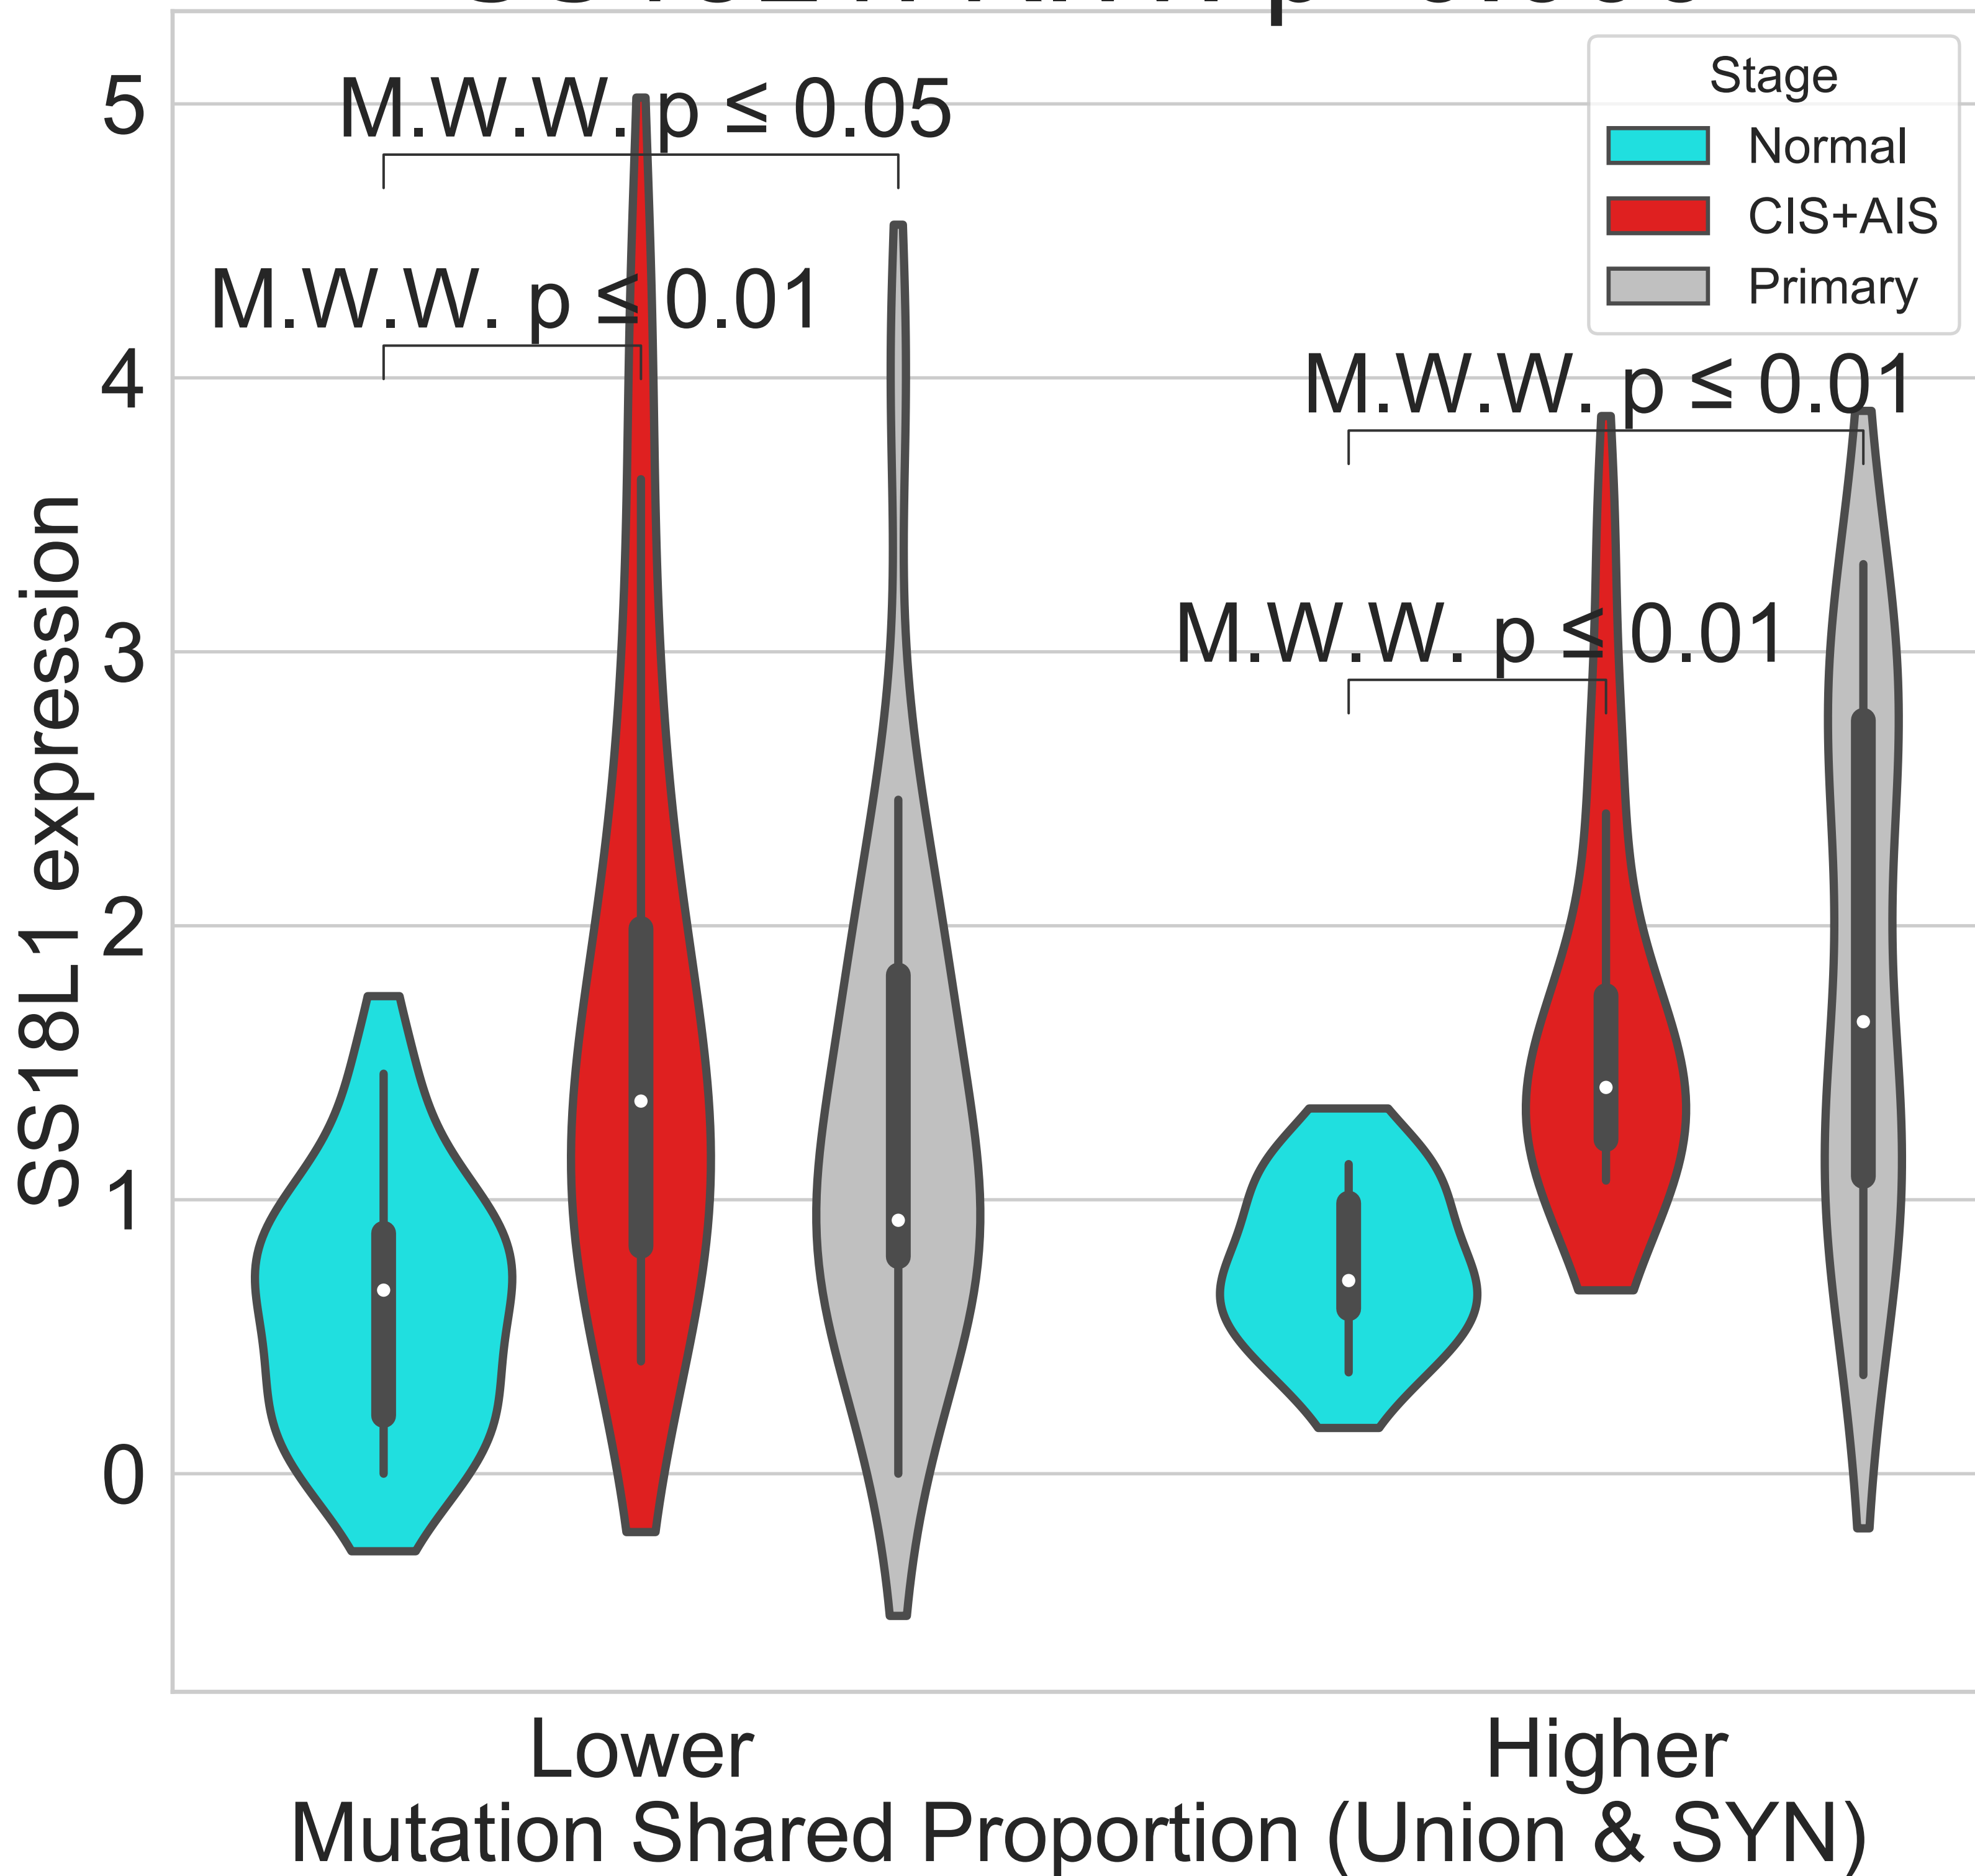 M.W.W. p ≤ 0.05
M.W.W. p ≤ 0.01
M.W.W. p ≤ 0.01
M.W.W. p ≤ 0.01
Stage
Normal
CIS+AIS
Primary
SS18L1 expression
5
4
3
2
1
0
Lower
Higher
Mutation Shared Proportion (Union & SYN)